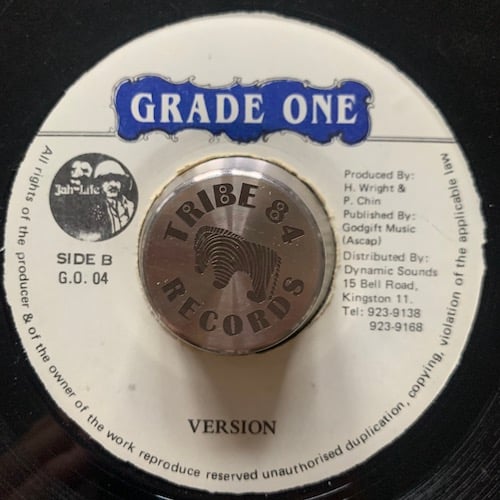 GRADE ONE
Jah-Life
SIDE B
G.O. 04
TRIBE 84
RECORDS
Produced By:
H. Wright &
P. Chin
Published By:
Godgift Music
(Ascap)
Distributed By:
Dynamic Sounds
15 Bell Road,
Kingston 11.
Tel: 923-9138
923-9168
VERSION
All rights of the producer & of the owner of the work reproduce reserved unauthorised duplication, copying, violation of the applicable law